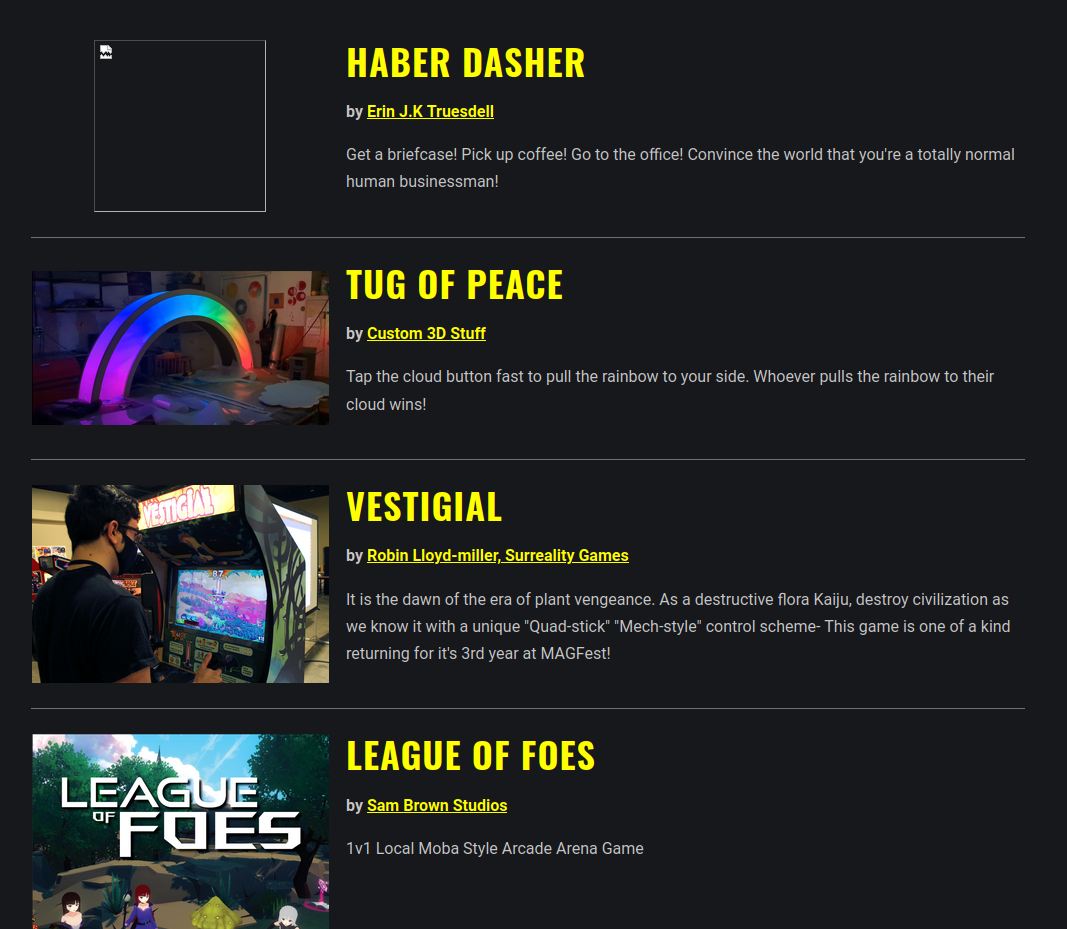 HABER DASHER
by Erin J.K Truesdell
Get a briefcase! Pick up coffee! Go to the office! Convince the world that you're a totally normal
human businessman!
TUG OF PEACE
by Custom 3D Stuff
Tap the cloud button fast to pull the rainbow to your side. Whoever pulls the rainbow to their
cloud wins!
VESTIGIAL
87
VESTIGIAL
by Robin Lloyd-miller, Surreality Games
It is the dawn of the era of plant vengeance. As a destructive flora Kaiju, destroy civilization as
we know it with a unique "Quad-stick" "Mech-style" control scheme- This game is one of a kind
returning for it's 3rd year at MAGFest!
LEAGUE
OF
FOES
LEAGUE OF FOES
by Sam Brown Studios
1v1 Local Moba Style Arcade Arena Game